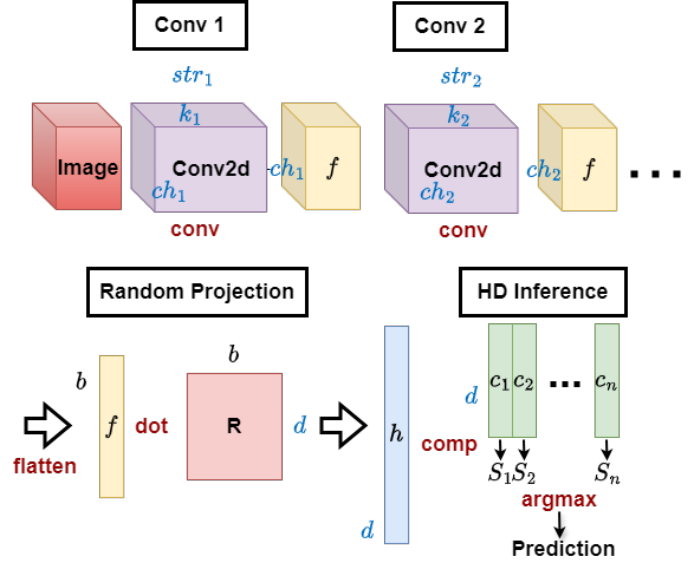 Conv 1
Conv 2
str₁
str₂
k₁
k₂
Image
Conv2d
ch₁
ch₁
f
Conv2d
ch₂
ch₂
f
...
conv
conv
Random Projection
HD Inference
b
b
f
dot
R
d
flatten
h
d
comp
d
c₁
c₂
...
cₙ
S₁
S₂
Sₙ
argmax
Prediction